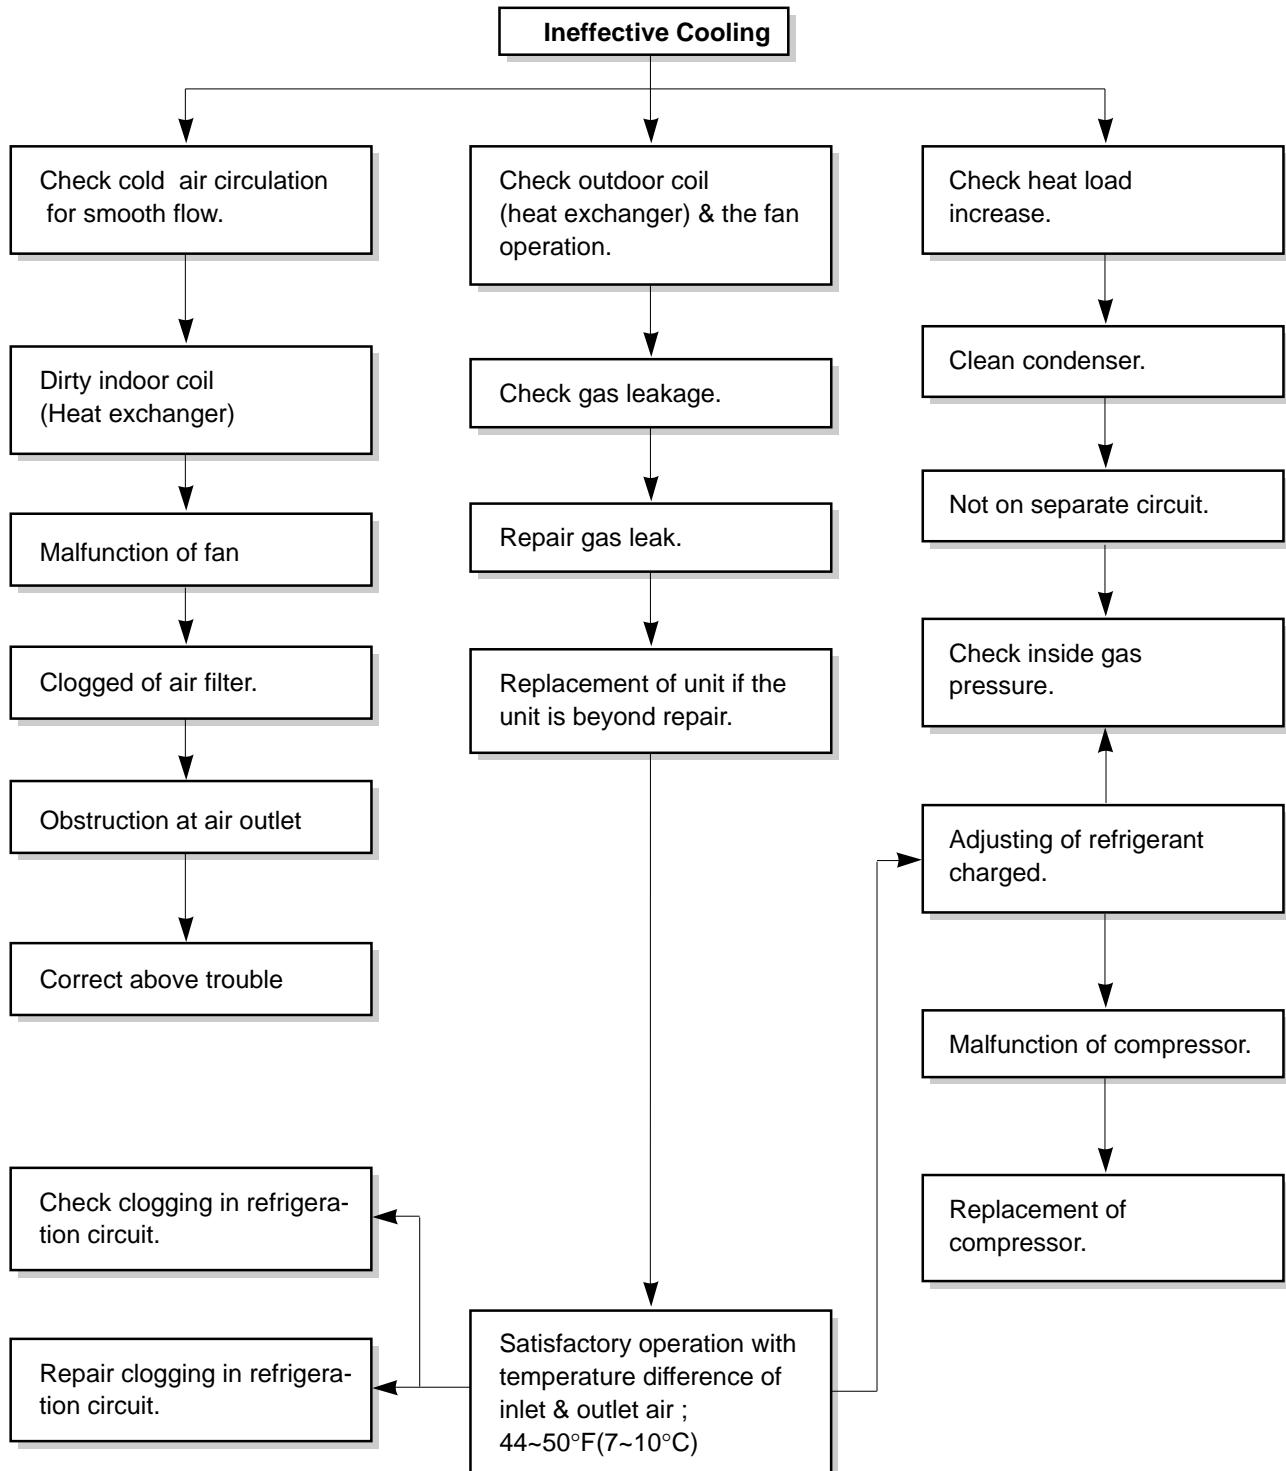 Ineffective Cooling
Check cold air circulation
for smooth flow.
Dirty indoor coil
(Heat exchanger)
Malfunction of fan
Clogged of air filter.
Obstruction at air outlet
Correct above trouble
Check outdoor coil
(heat exchanger) & the fan
operation.
Check gas leakage.
Repair gas leak.
Replacement of unit if the
unit is beyond repair.
Satisfactory operation with
temperature difference of
inlet & outlet air ;
44~50°F(7~10°C)
Check clogging in refrigera-
tion circuit.
Repair clogging in refrigera-
tion circuit.
Check heat load
increase.
Clean condenser.
Not on separate circuit.
Check inside gas
pressure.
Adjusting of refrigerant
charged.
Malfunction of compressor.
Replacement of
compressor.